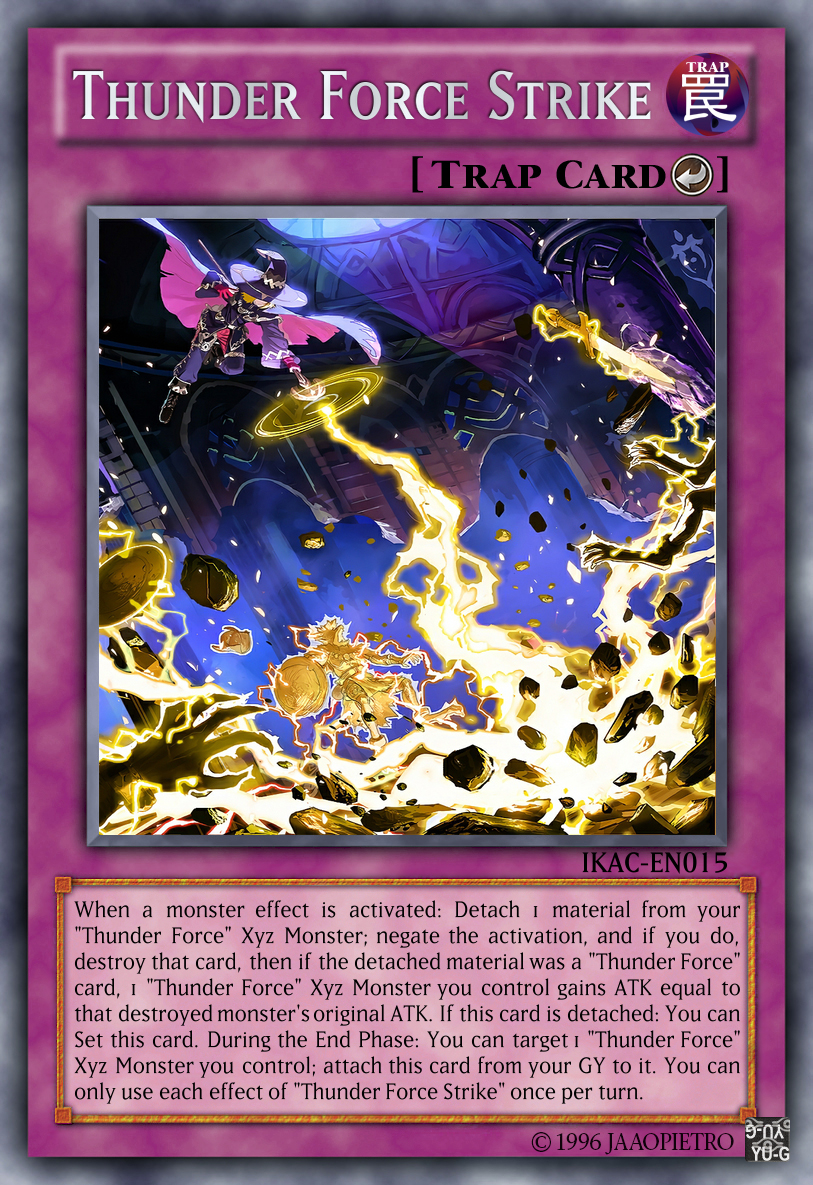 THUNDER FORCE STRIKE
TRAP
罠
[TRAP CARD]
IKAC-EN015
When a monster effect is activated: Detach 1 material from your
"Thunder Force" Xyz Monster; negate the activation, and if you do,
destroy that card, then if the detached material was a "Thunder Force"
card, 1 "Thunder Force" Xyz Monster you control gains ATK equal to
that destroyed monster's original ATK. If this card is detached: You can
Set this card. During the End Phase: You can target 1 "Thunder Force"
Xyz Monster you control; attach this card from your GY to it. You can
only use each effect of "Thunder Force Strike" once per turn.
© 1996 JAAOPIETRO
YU-G